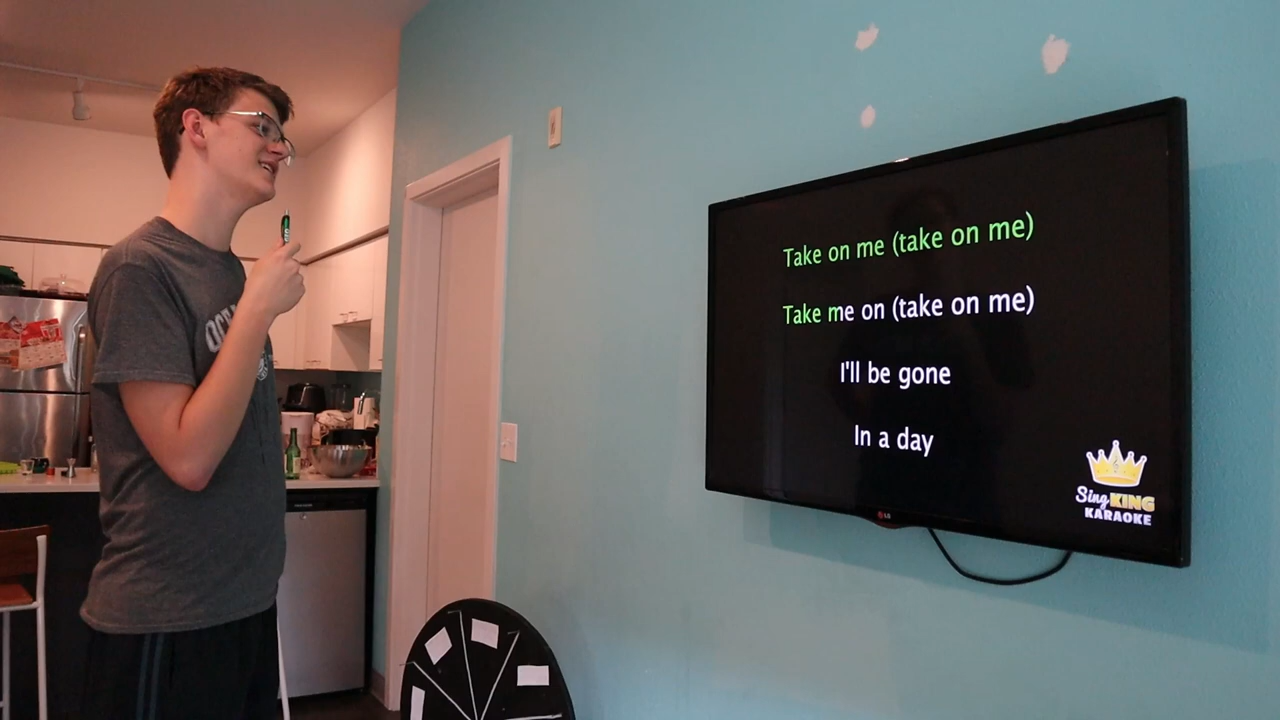 Take on me (take on me)
Take me on (take on me)
I'll be gone
In a day
Sing KING
KARAOKE
LG